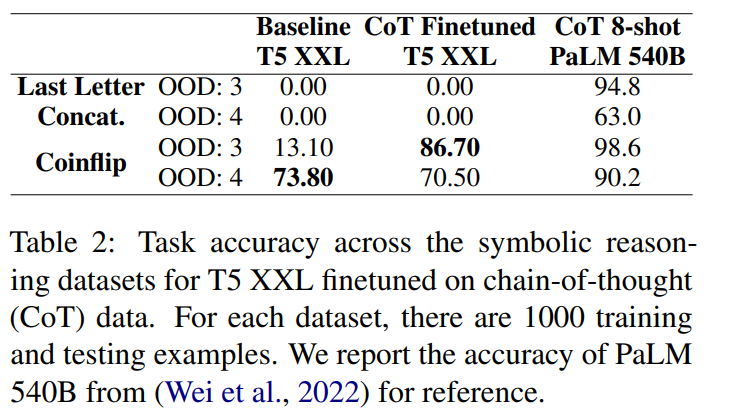 Baseline CoT Finetuned CoT 8-shot
T5 XXL T5 XXL PaLM 540B
Last Letter OOD: 3 0.00 0.00 94.8
Concat. OOD: 4 0.00 0.00 63.0
Coinflip OOD: 3 13.10 86.70 98.6
OOD: 4 73.80 70.50 90.2
Table 2: Task accuracy across the symbolic reason-
ing datasets for T5 XXL finetuned on chain-of-thought
(CoT) data. For each dataset, there are 1000 training
and testing examples. We report the accuracy of PaLM
540B from (Wei et al., 2022) for reference.